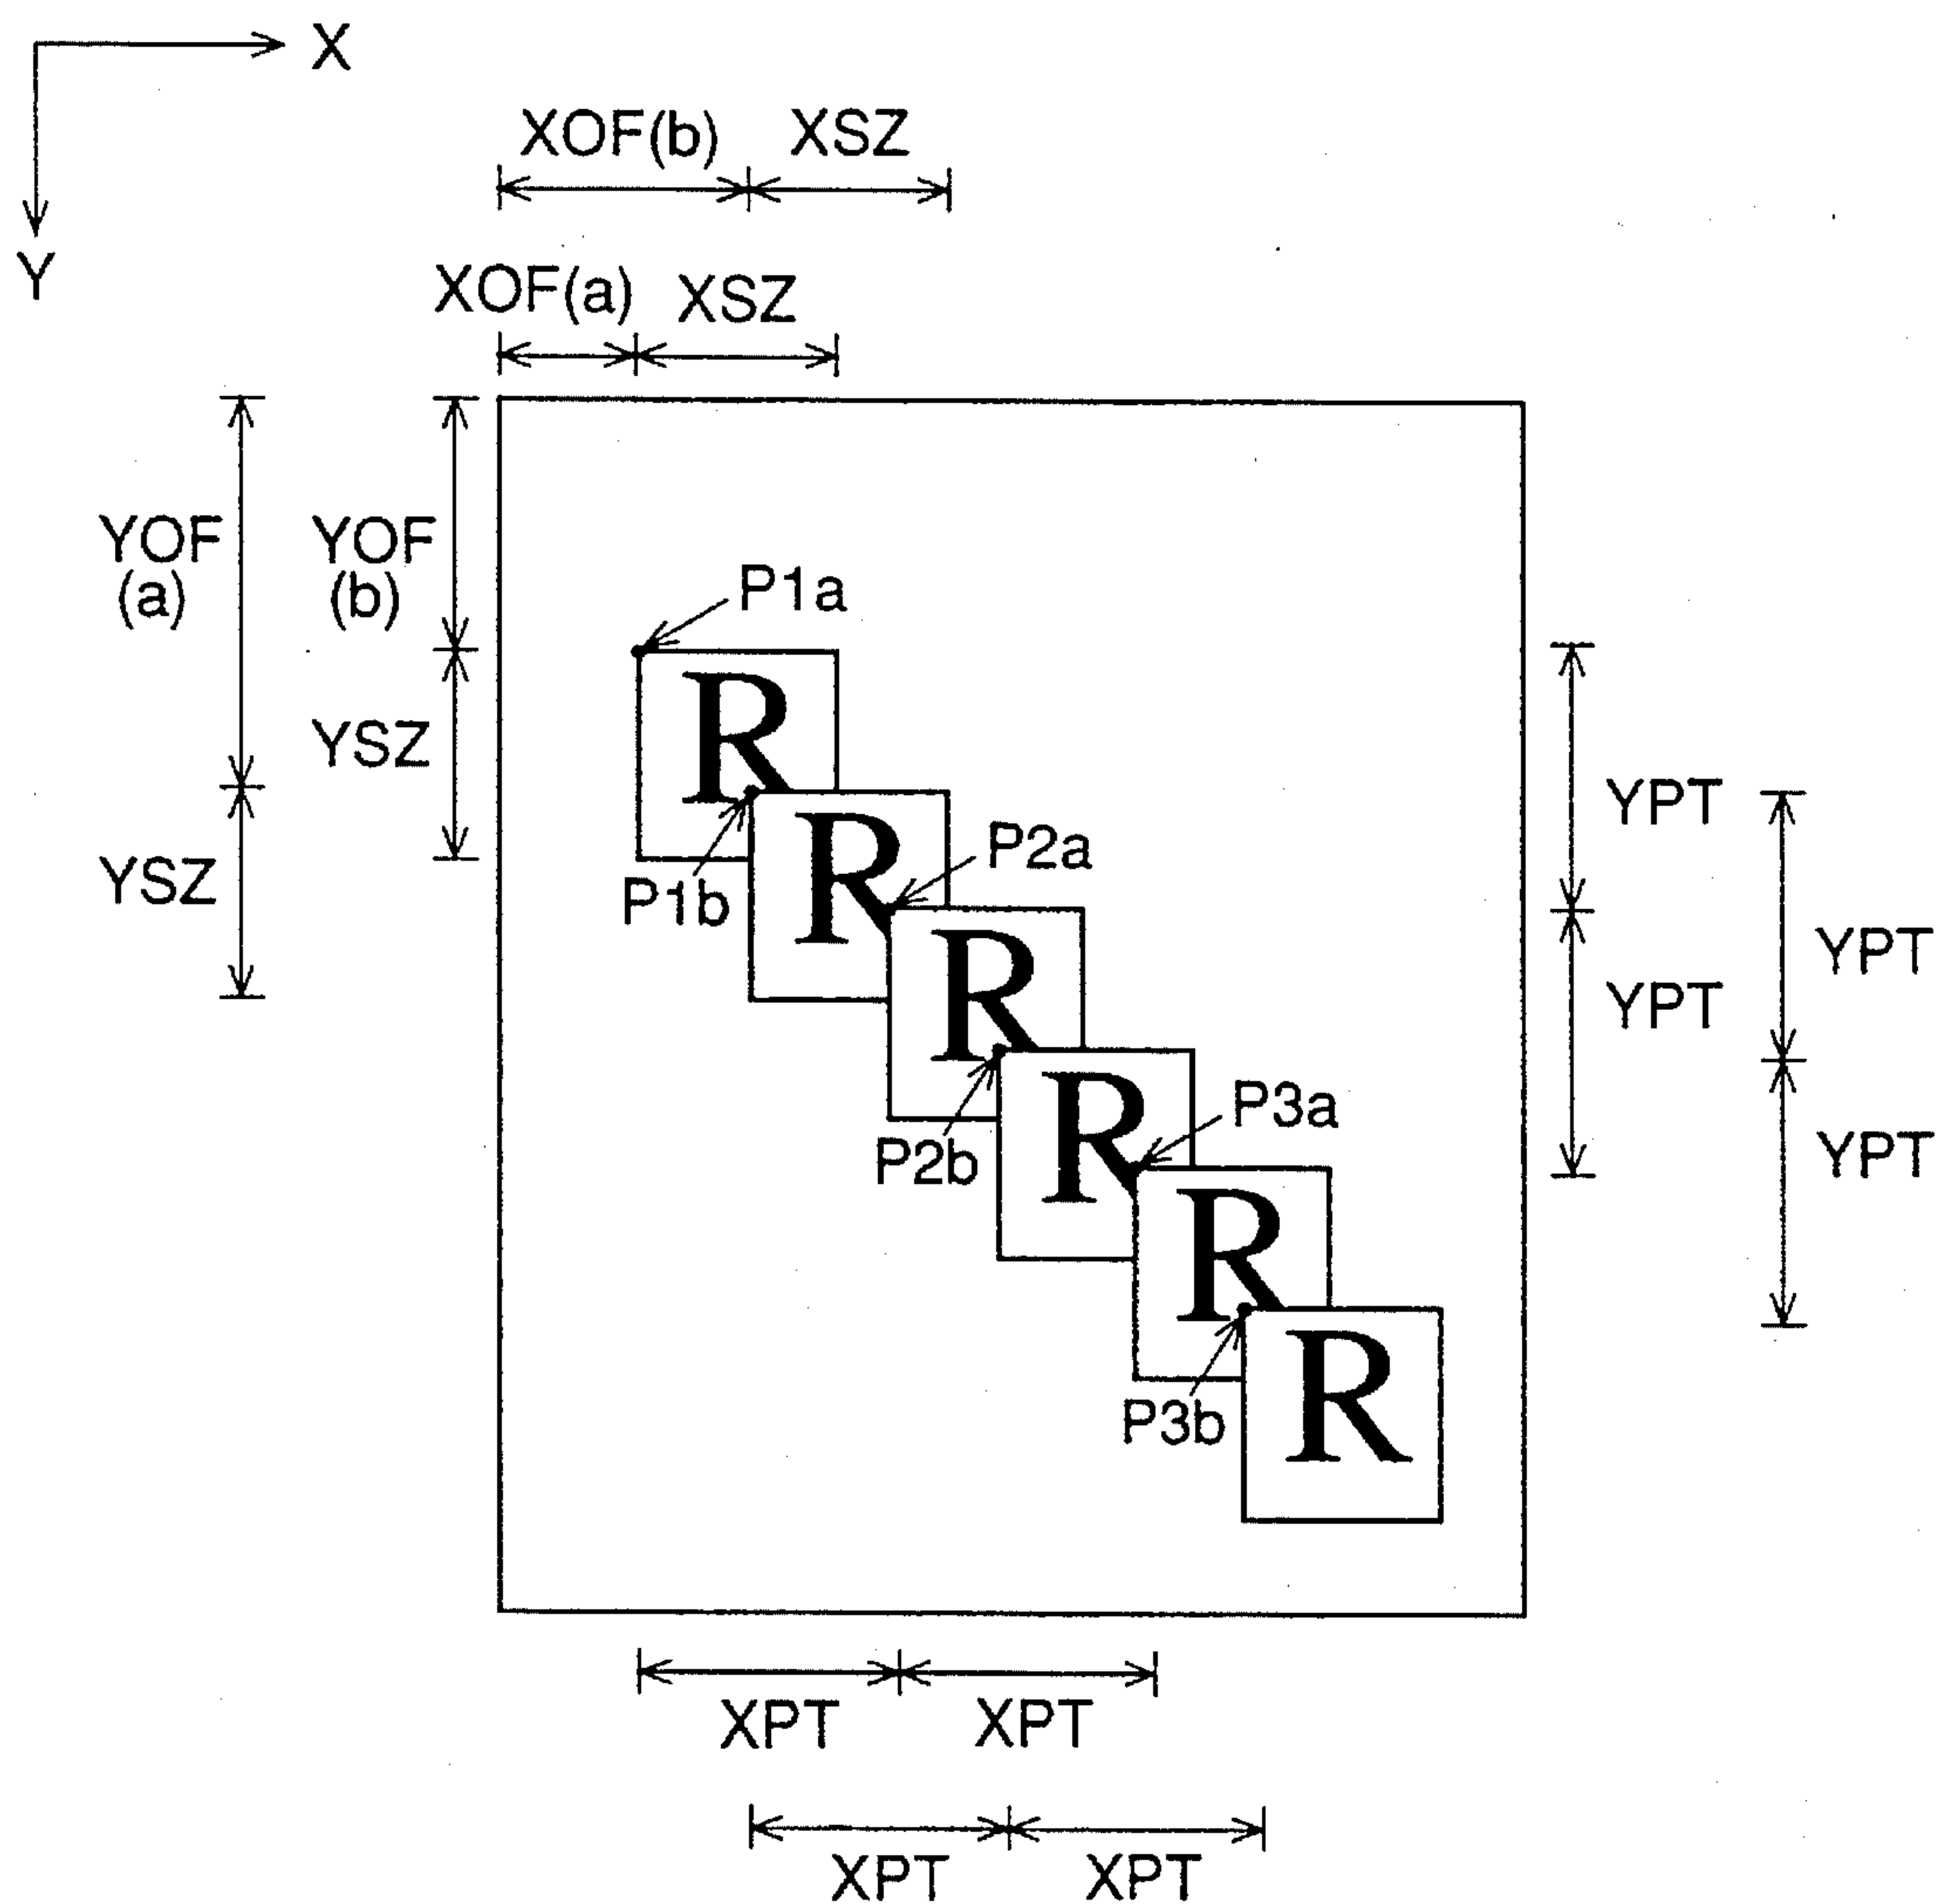 X
XOF(b) XSZ
Y
XOF(a) XSZ
YOF YOF
(a) (b)
P1a
R
YSZ
YPT
R
P2a
YSZ
P1b
YPT
R
YPT
R
P3a
P2b
YPT
R
P3b
R
XPT XPT
XPT XPT